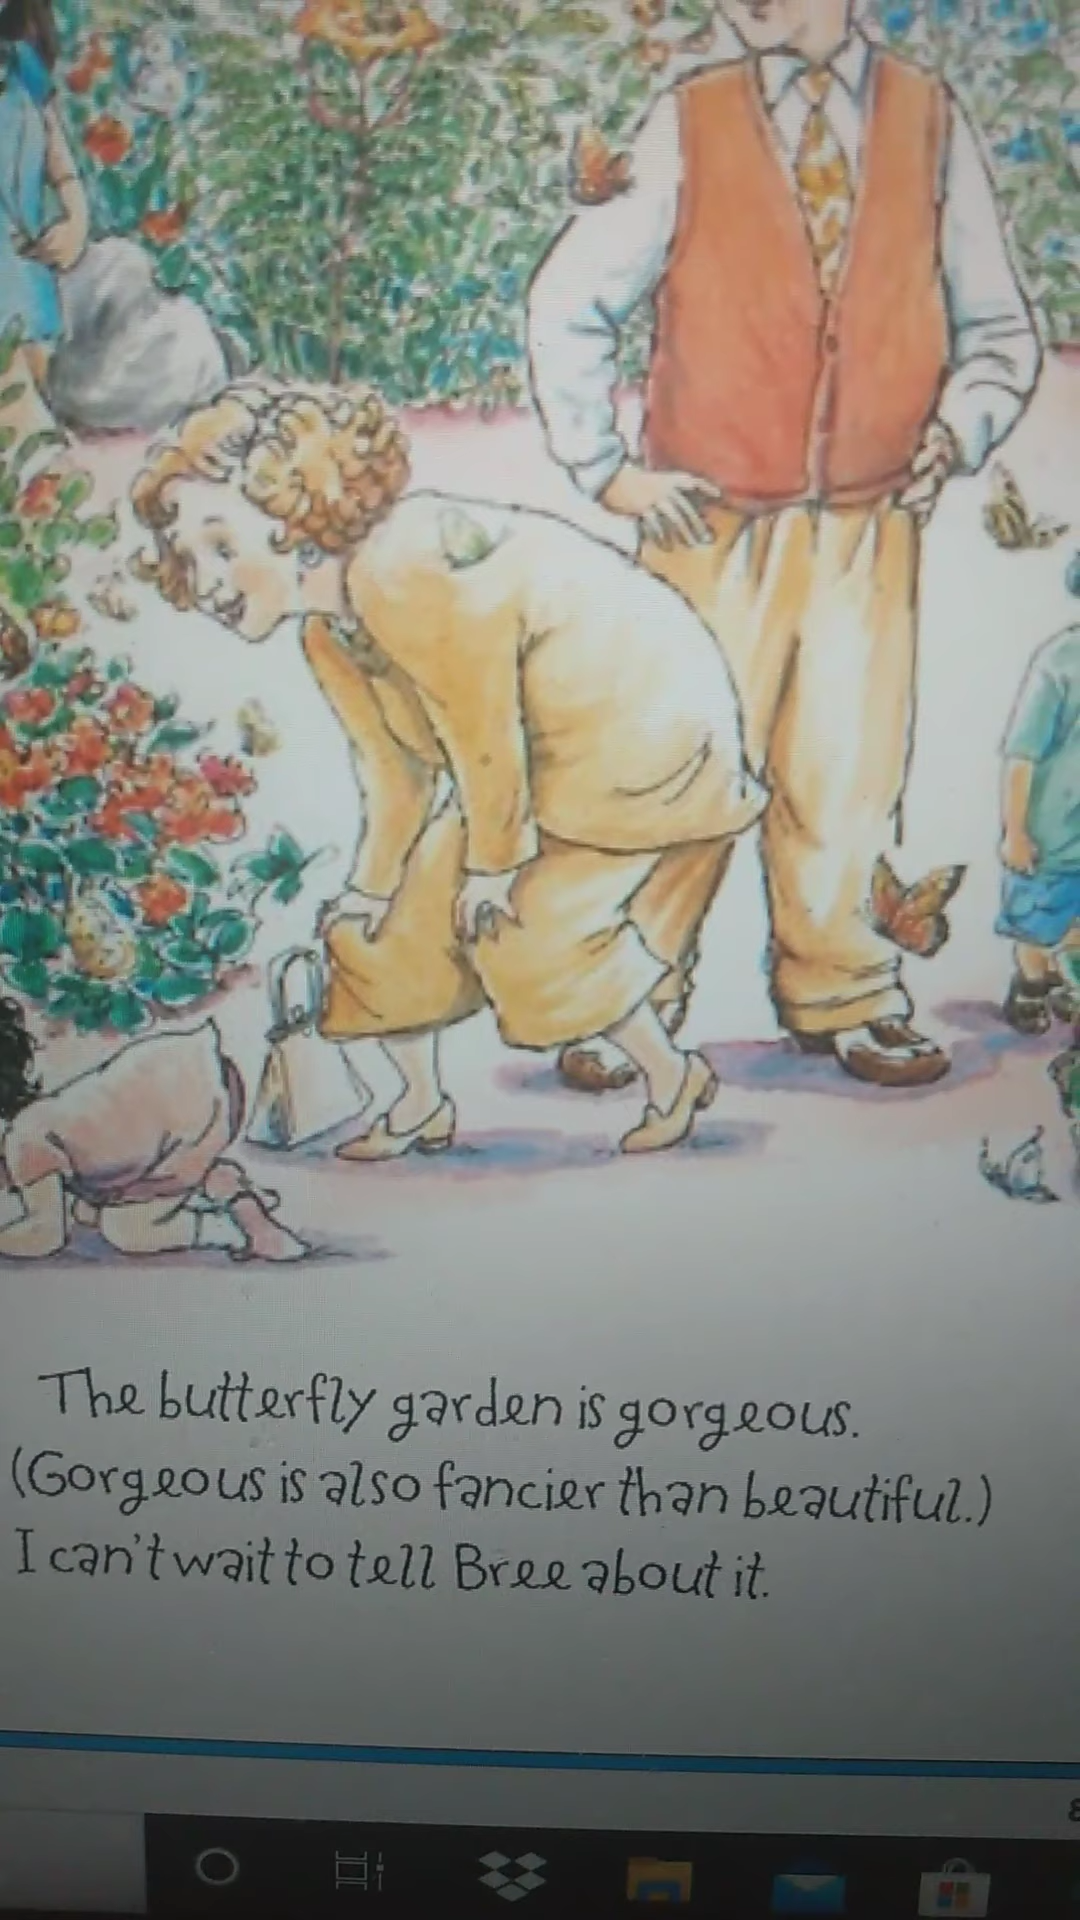 The butterfly garden is gorgeous.
(Gorgeous is also fancier than beautiful.)
I can't wait to tell Bree about it.